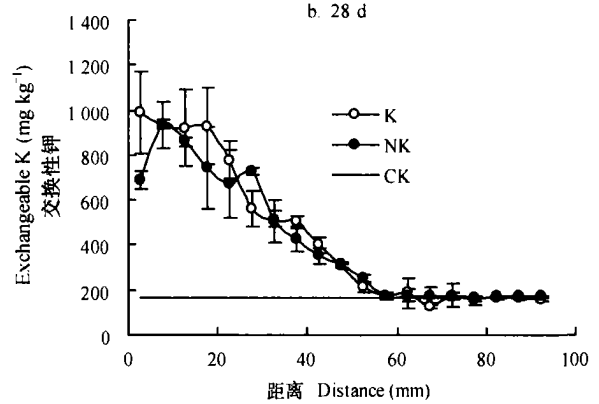 b. 28 d
1 400
1 200
1 000
800
600
400
200
0
Exchangeable K (mg kg⁻¹)
交换性钾
K
NK
CK
0 20 40 60 80 100
距离 Distance (mm)